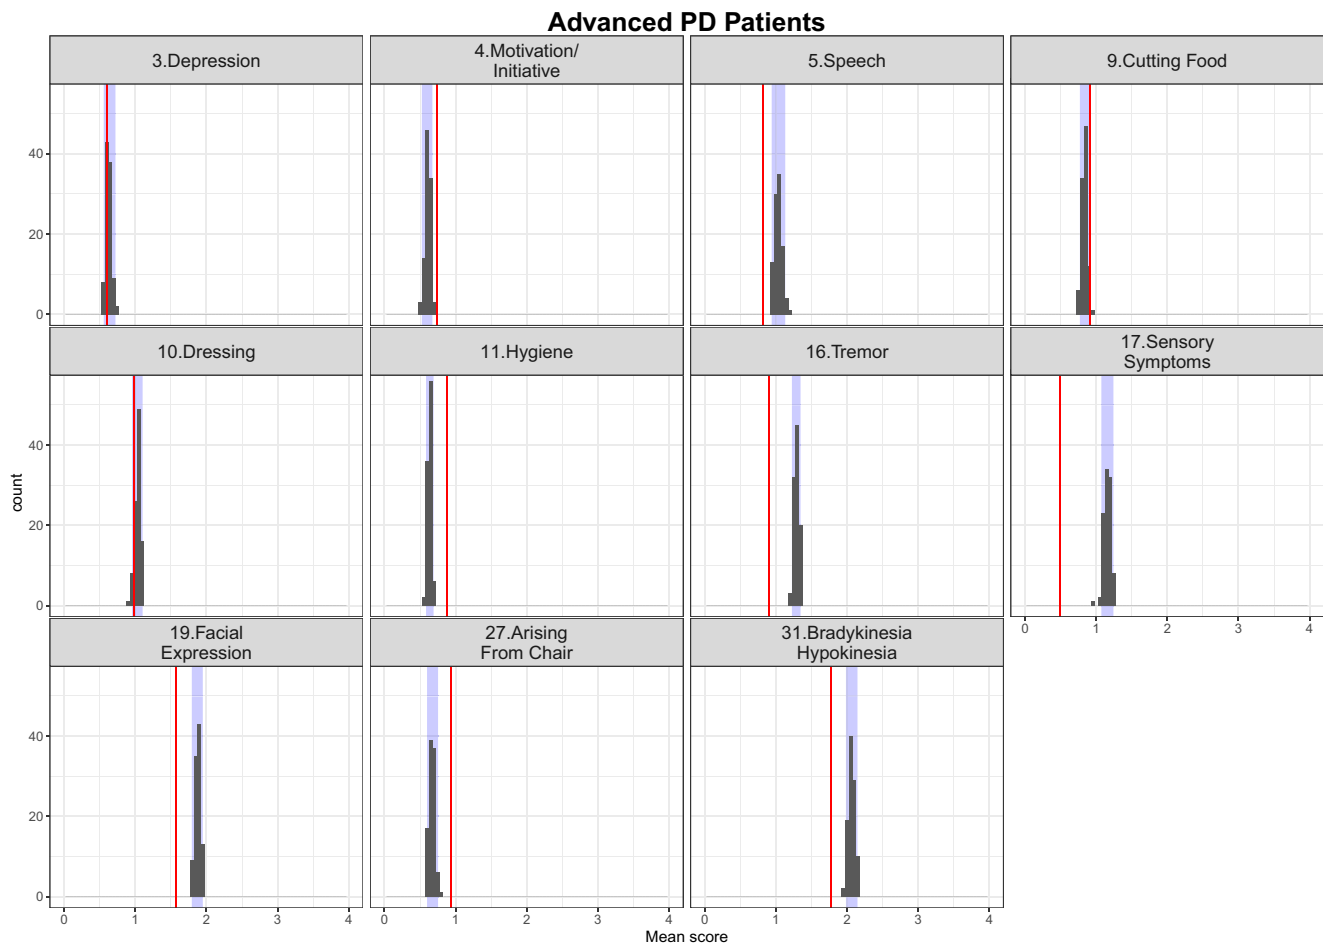 Advanced PD Patients
3.Depression
4.Motivation/
Initiative
5.Speech
9.Cutting Food
40
20
0
10.Dressing
11.Hygiene
16.Tremor
17.Sensory
Symptoms
count
40
20
0
0 1 2 3 4
19.Facial
Expression
27.Arising
From Chair
31.Bradykinesia
Hypokinesia
40
20
0
0 1 2 3 4
0 1 2 3 4
0 1 2 3 4
Mean score